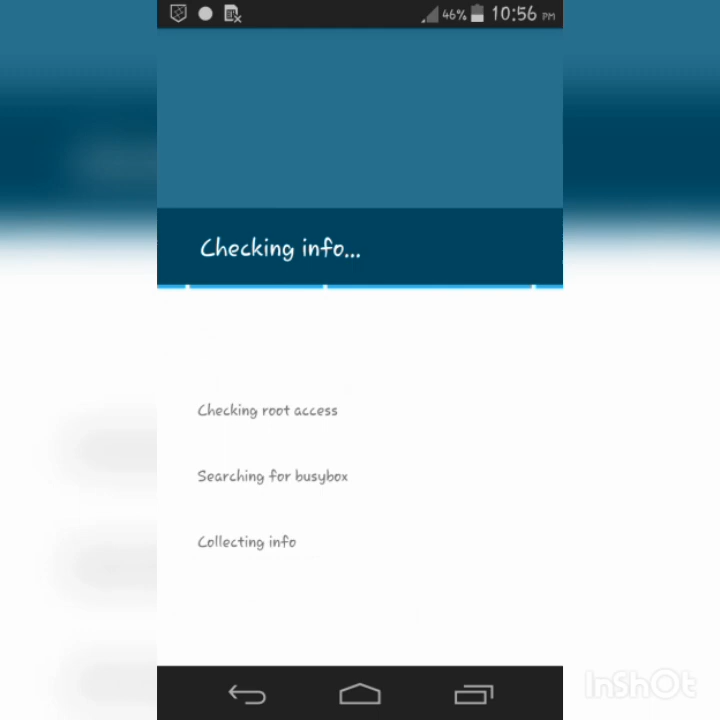 46% 10:56 PM
Checking info...
Checking root access
Searching for busybox
Collecting info
InShOt